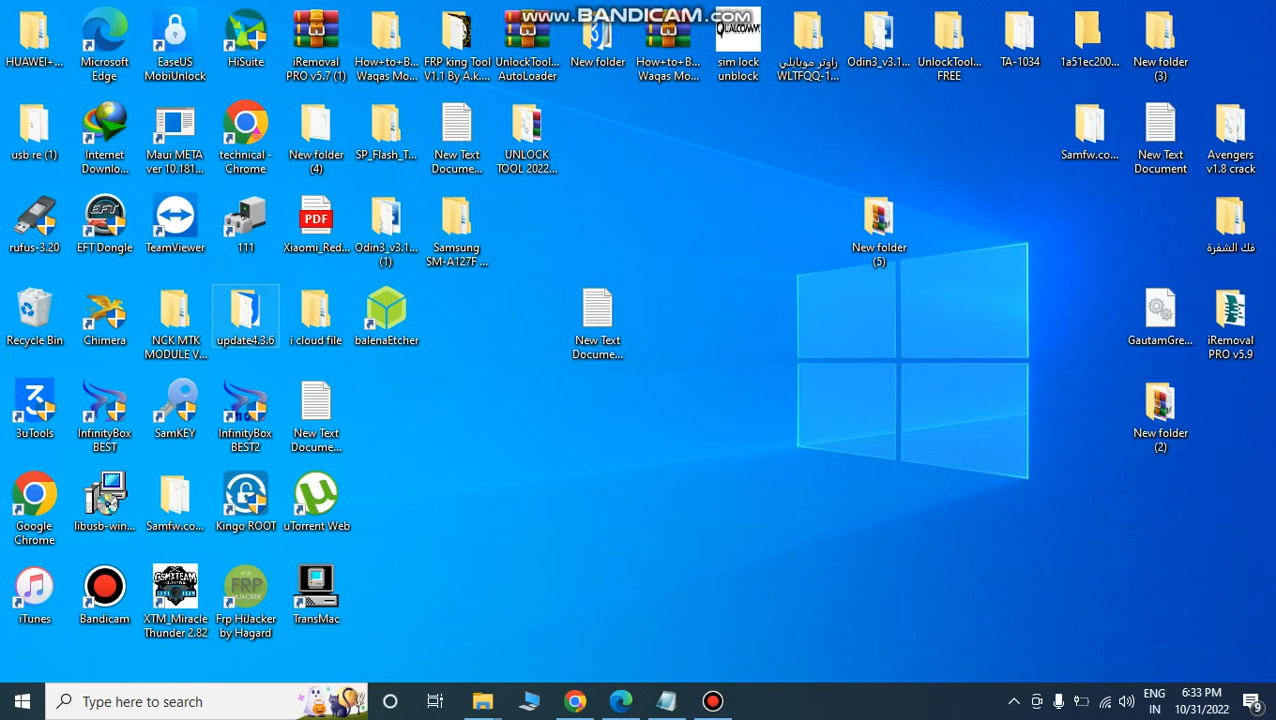 www.BANDICAM.com
HUAWEI+...
Microsoft
Edge
EaseUS
MobiUnlock
HiSuite
iRemoval
PRO v5.7 (1)
How+to+B...
Waqas Mo...
FRP king Tool
V1.1 By A.k....
UnlockTool...
AutoLoader
New folder
How+to+B...
Waqas Mo...
QUALCOMM
sim lock
unblock
راوتر موبايلي
WLTFQQ-1...
Odin3_v3.1...
UnlockTool...
FREE
TA-1034
1a51ec200...
New folder
(3)
usb re (1)
Internet
Downlo...
Maui META
ver 10.181...
technical -
Chrome
New folder
(4)
SP_Flash_T...
New Text
Docume...
UNLOCK
TOOL 2022...
Samfw.co...
New Text
Document
Avengers
v1.8 crack
rufus-3.20
EFT
EFT Dongle
TeamViewer
111
PDF
Xiaomi_Red...
Odin3_v3.1...
(1)
Samsung
SM-A127F ...
New folder
(5)
فك الشفرة
Recycle Bin
Chimera
NCK MTK
MODULE V...
update4.3.6
i cloud file
balenaEtcher
New Text
Docume...
GautamGre...
iRemoval
PRO v5.9
3uTools
InfinityBox
BEST
SamKEY
InfinityBox
BEST2
New Text
Docume...
New folder
(2)
Google
Chrome
libusb-win...
Samfw.co...
Kingo ROOT
uTorrent Web
iTunes
Bandicam
XTM_Miracle
Thunder 2.82
FRP
HIJACKER
Frp HiJacker
by Hagard
TransMac
Type here to search
ENG
IN
6:33 PM
10/31/2022
9